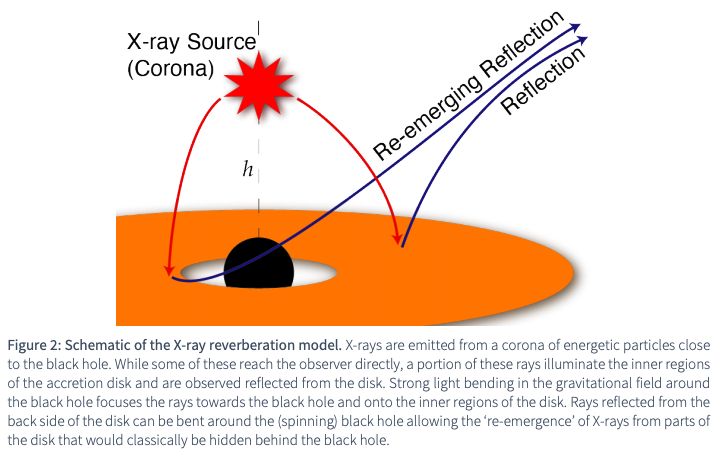 X-ray Source
(Corona)
h
Re-emerging Reflection
Reflection
Figure 2: Schematic of the X-ray reverberation model. X-rays are emitted from a corona of energetic particles close
to the black hole. While some of these reach the observer directly, a portion of these rays illuminate the inner regions
of the accretion disk and are observed reflected from the disk. Strong light bending in the gravitational field around
the black hole focuses the rays towards the black hole and onto the inner regions of the disk. Rays reflected from the
back side of the disk can be bent around the (spinning) black hole allowing the ‘re-emergence’ of X-rays from parts of
the disk that would classically be hidden behind the black hole.